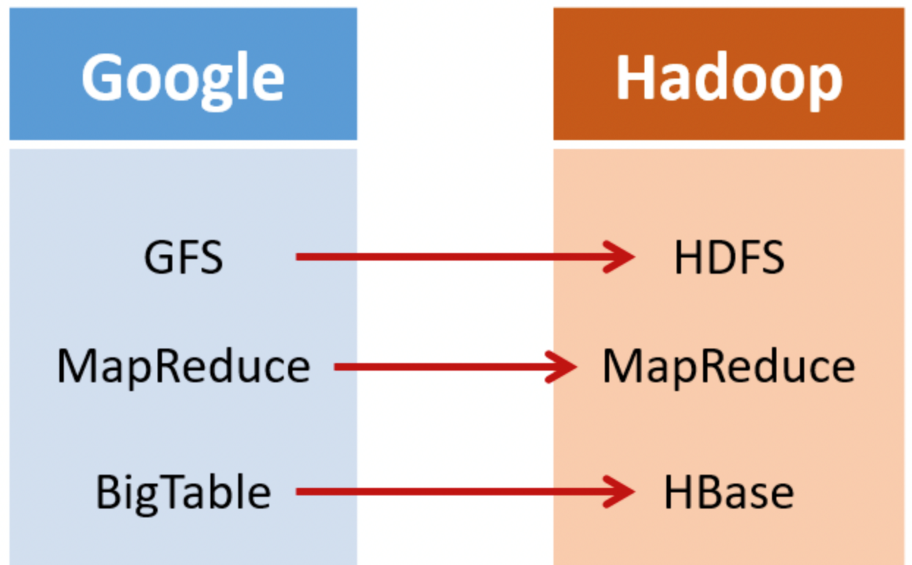 Google Hadoop
GFS HDFS
MapReduce MapReduce
BigTable HBase